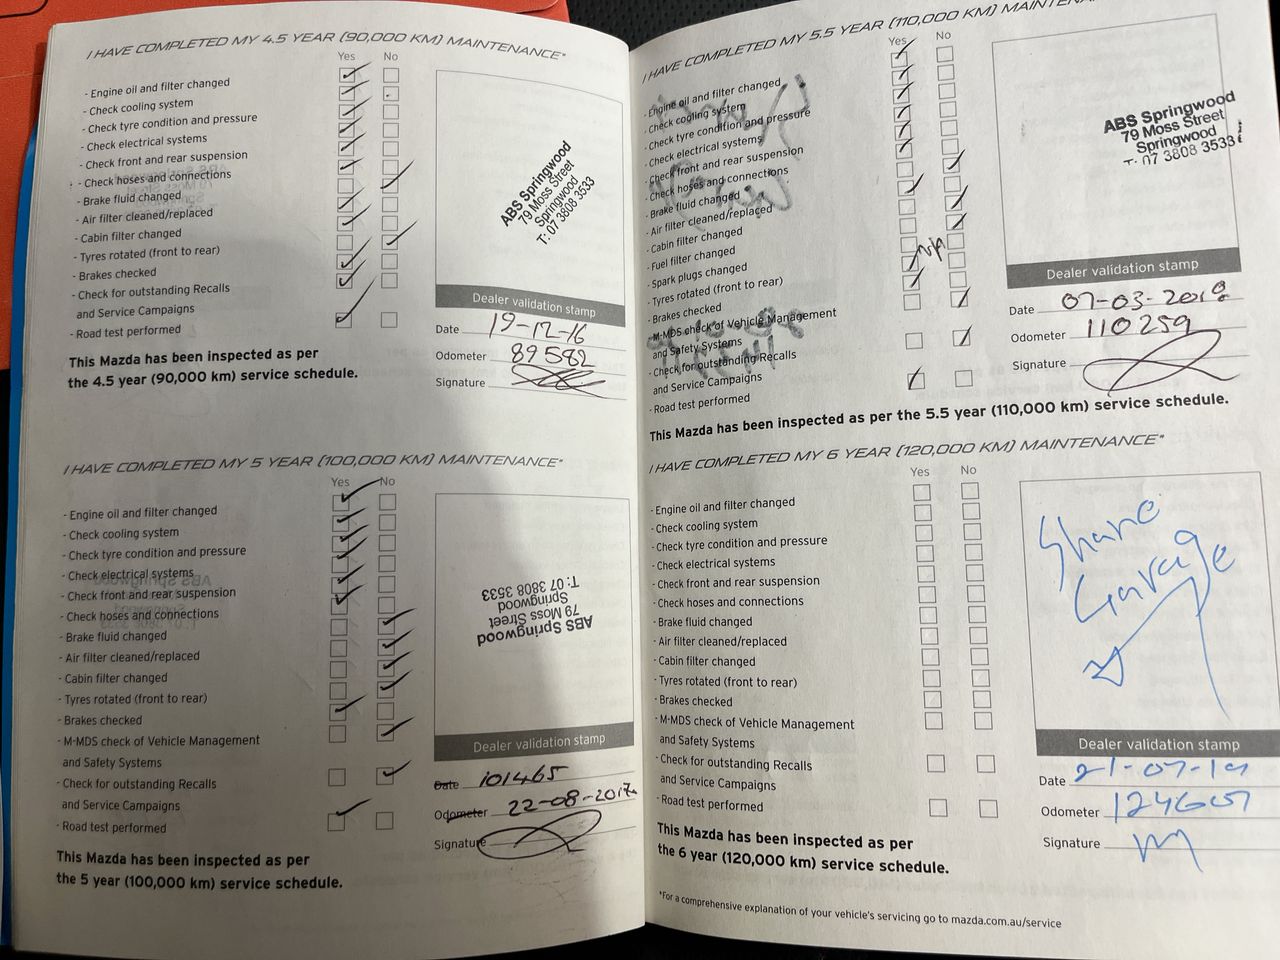 I HAVE COMPLETED MY 4.5 YEAR (90,000 KM) MAINTENANCE*
Yes No
- Engine oil and filter changed
- Check cooling system
- Check tyre condition and pressure
- Check electrical systems
- Check front and rear suspension
- Check hoses and connections
- Brake fluid changed
- Air filter cleaned/replaced
- Cabin filter changed
- Tyres rotated (front to rear)
- Brakes checked
- Check for outstanding Recalls
and Service Campaigns
- Road test performed
This Mazda has been inspected as per
the 4.5 year (90,000 km) service schedule.
ABS Springwood
79 Moss Street
Springwood
T: 07 3808 3533
Dealer validation stamp
Date 19-12-16
Odometer 89582
Signature
I HAVE COMPLETED MY 5 YEAR (100,000 KM) MAINTENANCE*
Yes No
- Engine oil and filter changed
- Check cooling system
- Check tyre condition and pressure
- Check electrical systems
- Check front and rear suspension
- Check hoses and connections
- Brake fluid changed
- Air filter cleaned/replaced
- Cabin filter changed
- Tyres rotated (front to rear)
- Brakes checked
- M-MDS check of Vehicle Management
and Safety Systems
- Check for outstanding Recalls
and Service Campaigns
- Road test performed
This Mazda has been inspected as per
the 5 year (100,000 km) service schedule.
ABS Springwood
79 Moss Street
Springwood
T: 07 3808 3533
Dealer validation stamp
Date 101465
Odometer 22-08-2017
Signature
I HAVE COMPLETED MY 5.5 YEAR (110,000 KM)
Yes No
- Engine oil and filter changed
- Check cooling system
- Check tyre condition and pressure
- Check electrical systems
- Check front and rear suspension
- Check hoses and connections
- Brake fluid changed
- Air filter cleaned/replaced
- Cabin filter changed
- Fuel filter changed
- Spark plugs changed
- Tyres rotated (front to rear)
- Brakes checked
- M-MDS check of Vehicle Management
and Safety Systems
- Check for outstanding Recalls
and Service Campaigns
- Road test performed
N/A
This Mazda has been inspected as per the 5.5 year (110,000 km) service schedule.
ABS Springwood
79 Moss Street
Springwood
T: 07 3808 3533
Dealer validation stamp
Date 07-03-2018
Odometer 110259
Signature
I HAVE COMPLETED MY 6 YEAR (120,000 KM) MAINTENANCE*
Yes No
- Engine oil and filter changed
- Check cooling system
- Check tyre condition and pressure
- Check electrical systems
- Check front and rear suspension
- Check hoses and connections
- Brake fluid changed
- Air filter cleaned/replaced
- Cabin filter changed
- Tyres rotated (front to rear)
- Brakes checked
- M-MDS check of Vehicle Management
and Safety Systems
- Check for outstanding Recalls
and Service Campaigns
- Road test performed
This Mazda has been inspected as per
the 6 year (120,000 km) service schedule.
Shane
Garage
Dealer validation stamp
Date 21-07-19
Odometer
Signature
*For a comprehensive explanation of your vehicle's servicing go to mazda.com.au/service